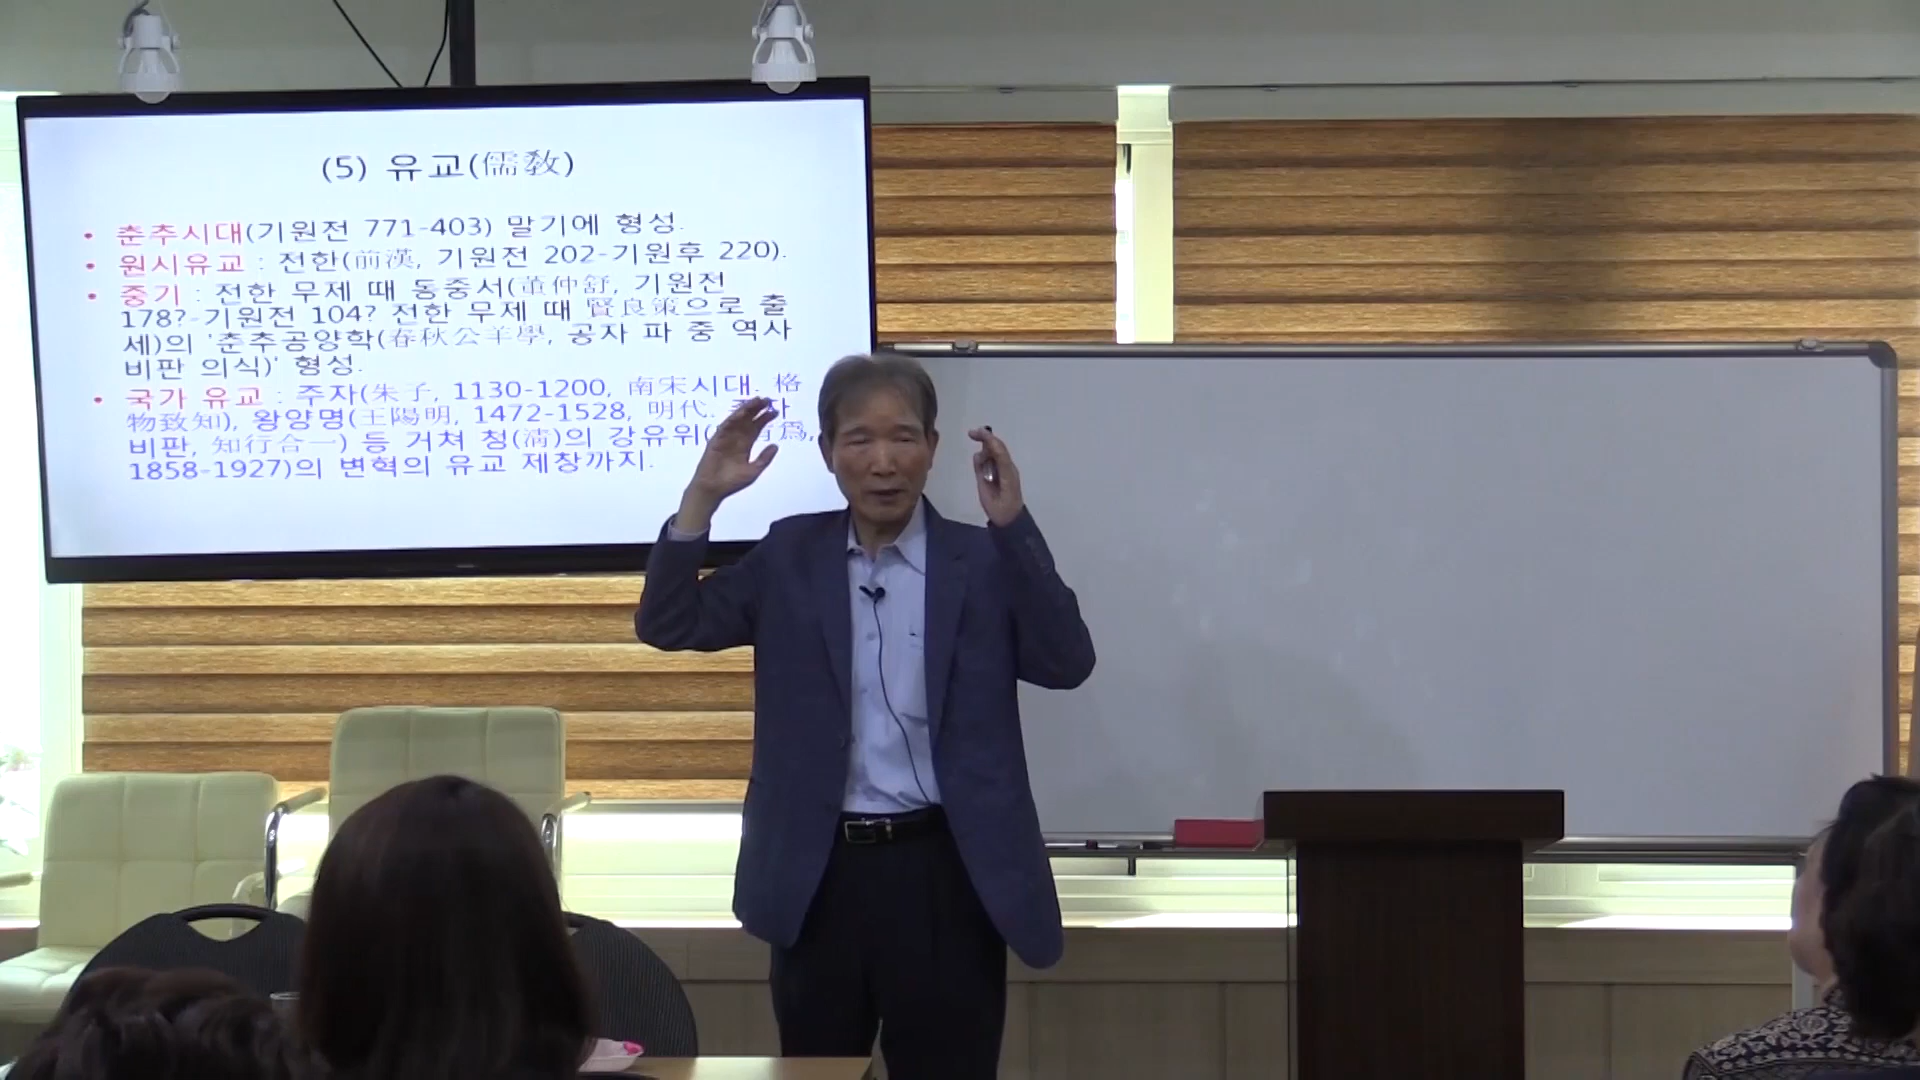 (5) 유교(儒敎)
• 춘추시대(기원전 771-403) 말기에 형성.
• 원시유교 : 전한(前漢, 기원전 202-기원후 220).
• 중기 : 전한 무제 때 동중서(董仲舒, 기원전
178?-기원전 104? 전한 무제 때 賢良策으로 출
세)의 '춘추공양학(春秋公羊學, 공자 파 중 역사
비판 의식)' 형성.
• 국가 유교 : 주자(朱子, 1130-1200, 南宋시대. 格
物致知), 왕양명(王陽明, 1472-1528, 明代.
비판, 知行合一) 등 거쳐 청(淸)의 강유위( 爲,
1858-1927)의 변혁의 유교 제창까지.